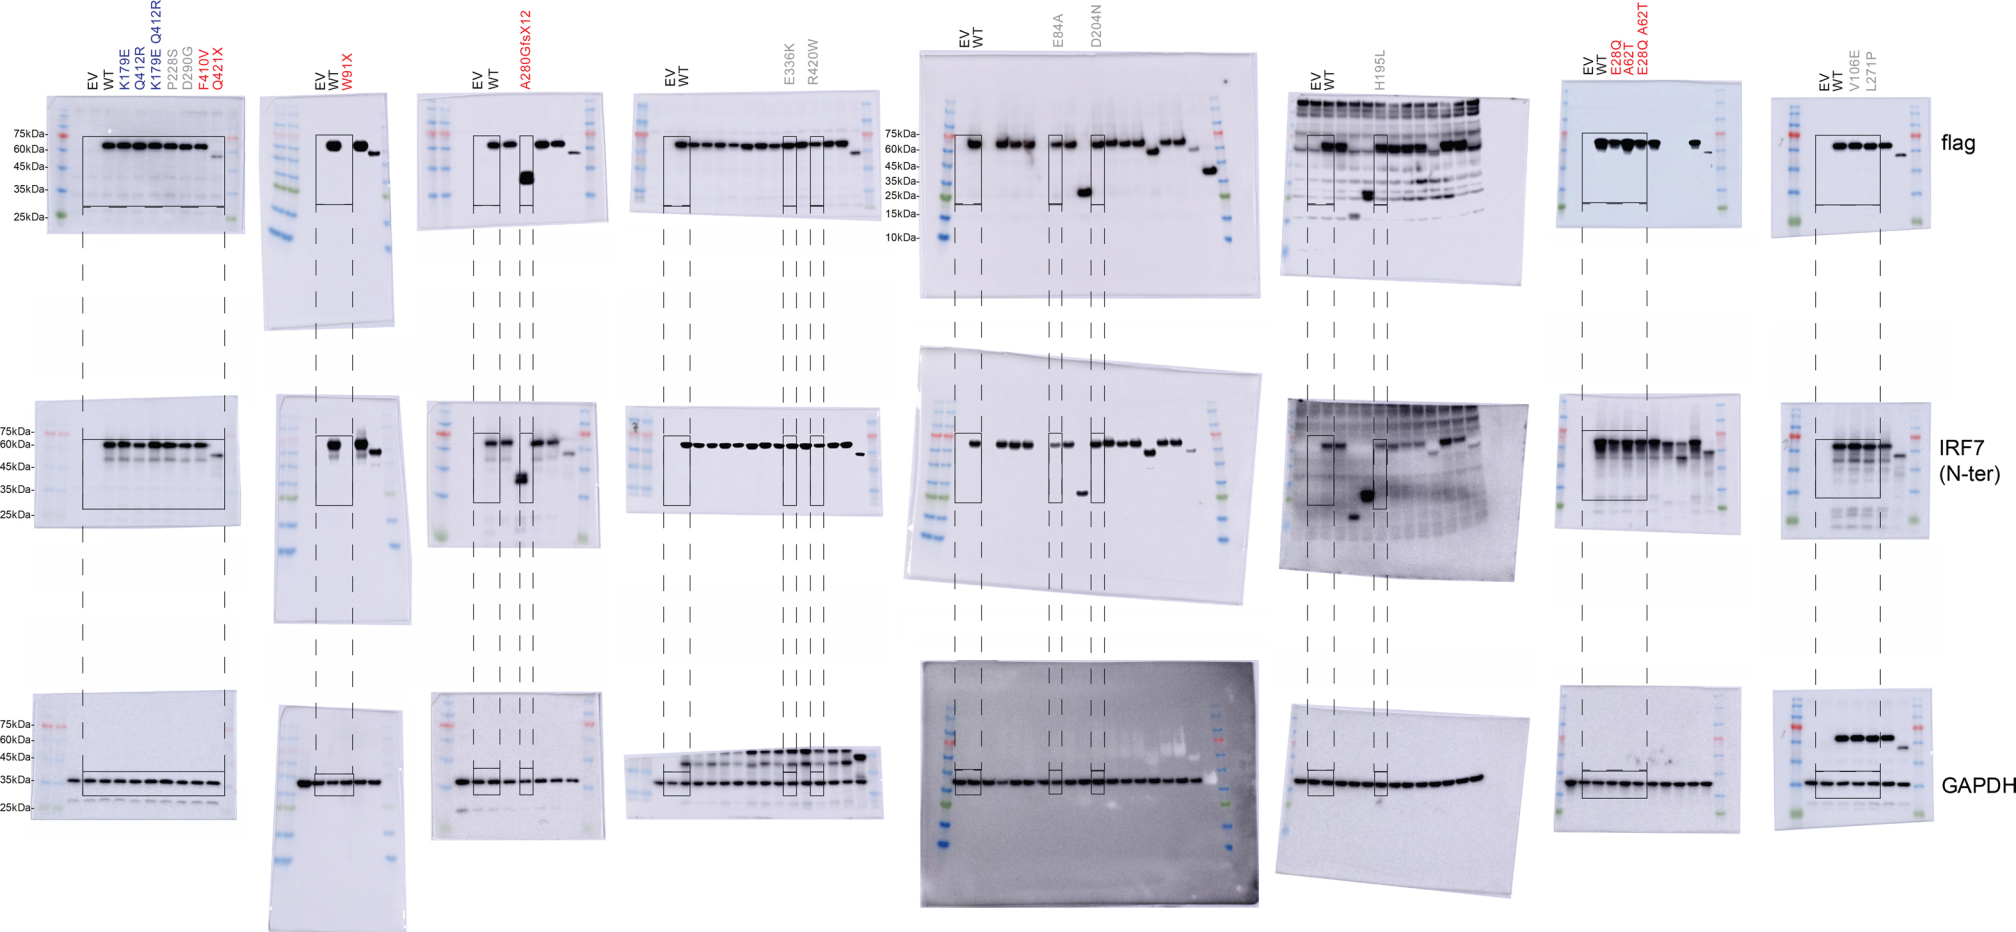 EV
WT
K179E
Q412R
K179E Q412R
P228S
D290G
F410V
Q421X
EV
WT
W91X
EV
WT
A280GfsX12
EV
WT
E336K
R420W
EV
WT
E84A
D204N
EV
WT
H195L
EV
WT
E28Q
A62T
E28Q A62T
EV
WT
V106E
L271P
75kDa-
60kDa-
45kDa-
35kDa-
25kDa-
75kDa-
60kDa-
45kDa-
35kDa-
25kDa-
15kDa-
10kDa-
flag
75kDa-
60kDa-
45kDa-
35kDa-
25kDa-
IRF7
(N-ter)
75kDa-
60kDa-
45kDa-
35kDa-
25kDa-
GAPDH